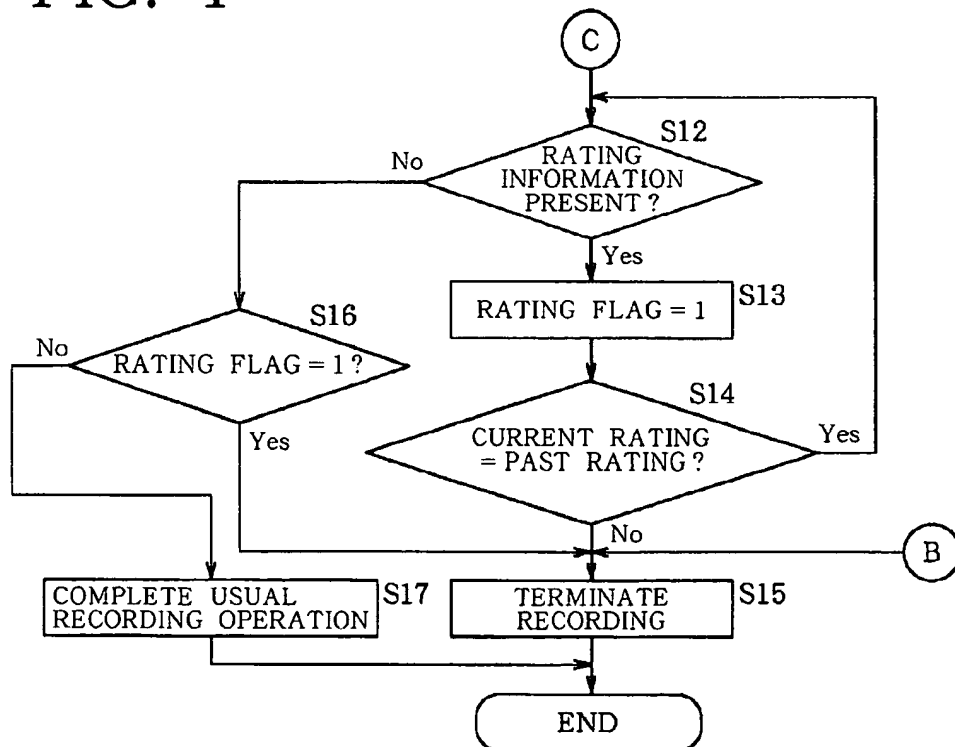 FIG. 4
C
S12
No
RATING
INFORMATION
PRESENT?
Yes
RATING FLAG = 1
S13
S16
No
RATING FLAG = 1?
Yes
S14
CURRENT RATING
= PAST RATING?
Yes
No
B
COMPLETE USUAL
RECORDING OPERATION
S17
TERMINATE
RECORDING
S15
END